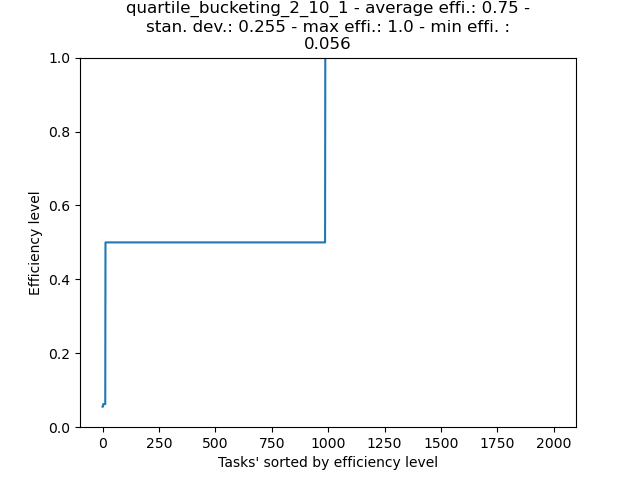 quartile_bucketing_2_10_1 - average effi.: 0.75 -
stan. dev.: 0.255 - max effi.: 1.0 - min effi. :
0.056
1.0
0.8
0.6
0.4
0.2
0.0
Efficiency level
0 250 500 750 1000 1250 1500 1750 2000
Tasks' sorted by efficiency level